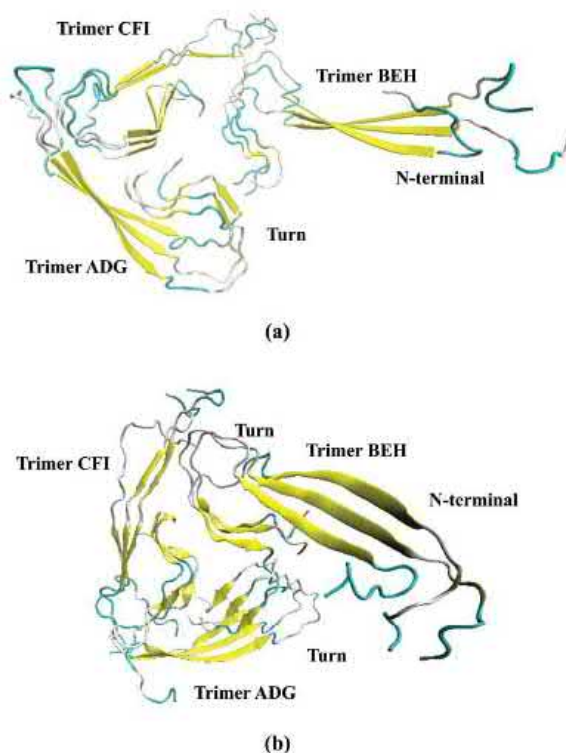 Trimer CFI
Trimer BEH
N-terminal
Turn
Trimer ADG
(a)
Turn
Trimer BEH
Trimer CFI
N-terminal
Turn
Trimer ADG
(b)